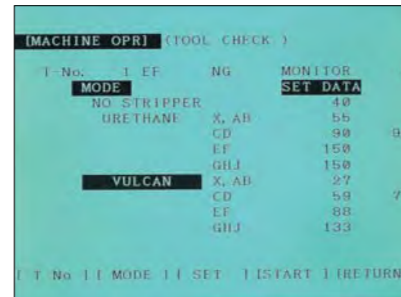 [MACHINE OPR] (TOOL CHECK )
T-No. 1 EF NG MONITOR
MODE SET DATA
NO STRIPPER 40
URETHANE X, AB 55
CD 90 9
EF 150
GHJ 150
VULCAN X, AB 27
CD 59 7
EF 88
GHJ 133
[ T No ] [ MODE ] [ SET ] [START ] [RETURN